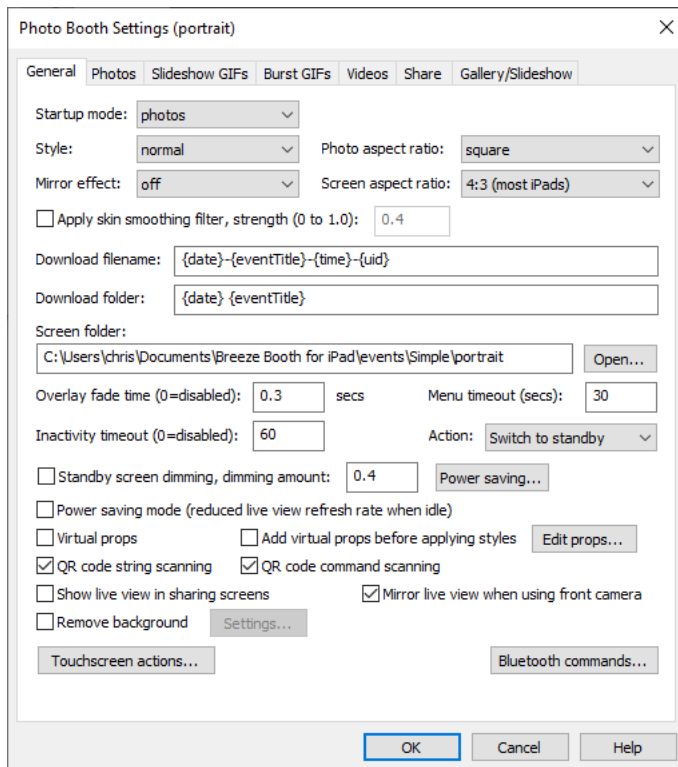 Photo Booth Settings (portrait)
General Photos Slideshow GIFs Burst GIFs Videos Share Gallery/Slideshow
Startup mode: photos
Style: normal Photo aspect ratio: square
Mirror effect: off Screen aspect ratio: 4:3 (most iPads)
Apply skin smoothing filter, strength (0 to 1.0): 0.4
Download filename: {date}-{eventTitle}-{time}-{uid}
Download folder: {date} {eventTitle}
Screen folder:
C:\Users\chris\Documents\Breeze Booth for iPad\events\Simple\portrait Open...
Overlay fade time (0=disabled): 0.3 secs Menu timeout (secs): 30
Inactivity timeout (0=disabled): 60 Action: Switch to standby
Standby screen dimming, dimming amount: 0.4 Power saving...
Power saving mode (reduced live view refresh rate when idle)
Virtual props Add virtual props before applying styles Edit props...
QR code string scanning QR code command scanning
Show live view in sharing screens Mirror live view when using front camera
Remove background Settings...
Touchscreen actions... Bluetooth commands...
OK Cancel Help